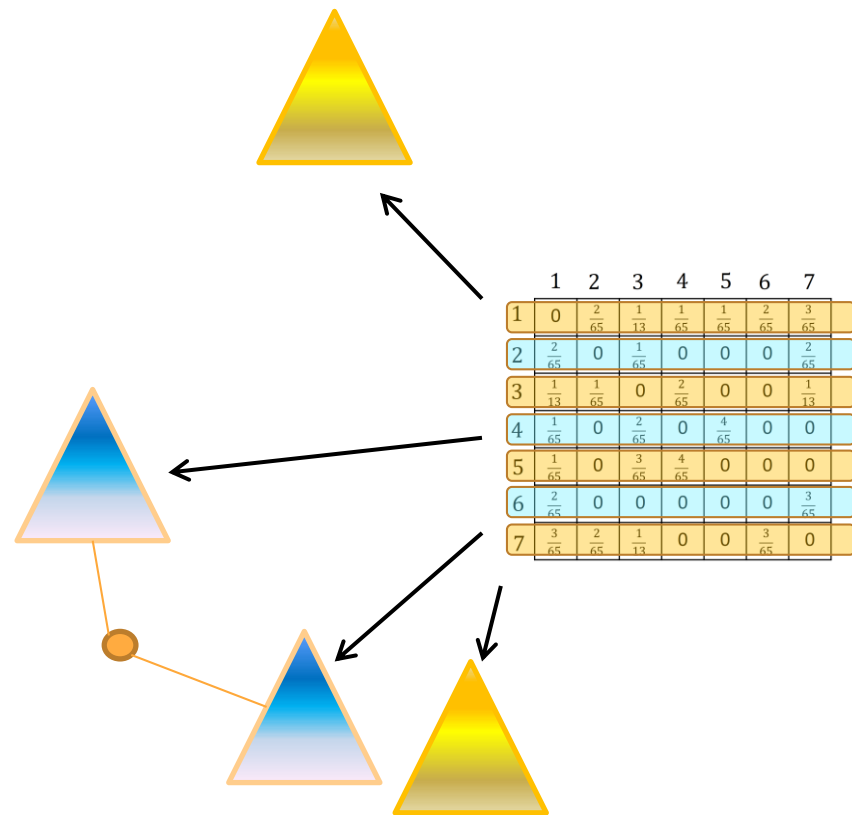 1 2 3 4 5 6 7
1 0 2/65 1/13 1/65 1/65 2/65 3/65
2 2/65 0 1/65 0 0 0 2/65
3 1/13 1/65 0 2/65 0 0 1/13
4 1/65 0 2/65 0 4/65 0 0
5 1/65 0 3/65 4/65 0 0 0
6 2/65 0 0 0 0 0 3/65
7 3/65 2/65 1/13 0 0 3/65 0